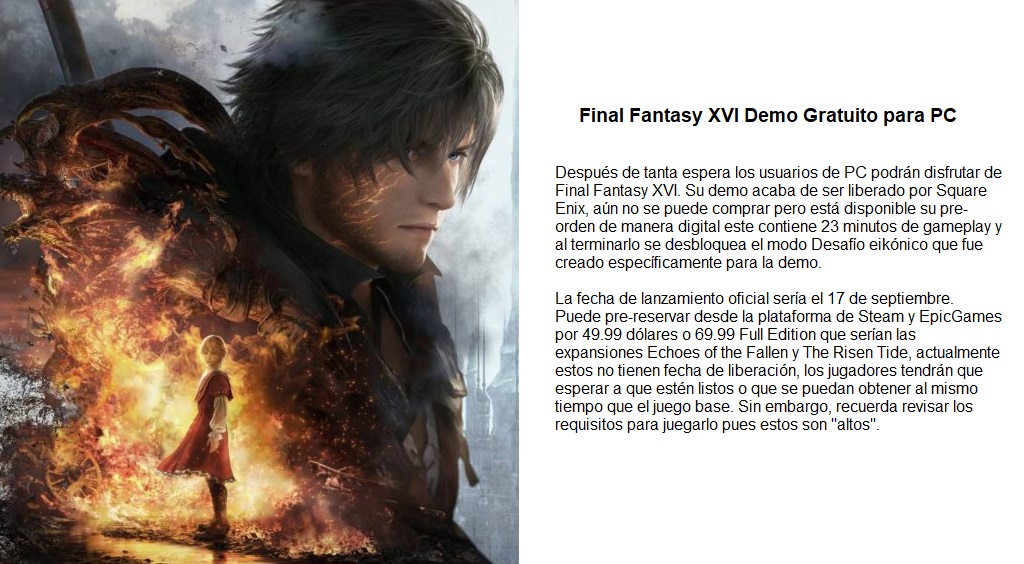 Final Fantasy XVI Demo Gratuito para PC
Después de tanta espera los usuarios de PC podrán disfrutar de
Final Fantasy XVI. Su demo acaba de ser liberado por Square
Enix, aún no se puede comprar pero está disponible su pre-
orden de manera digital este contiene 23 minutos de gameplay y
al terminarlo se desbloquea el modo Desafío eikónico que fue
creado específicamente para la demo.
La fecha de lanzamiento oficial sería el 17 de septiembre.
Puede pre-reservar desde la plataforma de Steam y EpicGames
por 49.99 dólares o 69.99 Full Edition que serían las
expansiones Echoes of the Fallen y The Risen Tide, actualmente
estos no tienen fecha de liberación, los jugadores tendrán que
esperar a que estén listos o que se puedan obtener al mismo
tiempo que el juego base. Sin embargo, recuerda revisar los
requisitos para juegarlo pues estos son "altos".